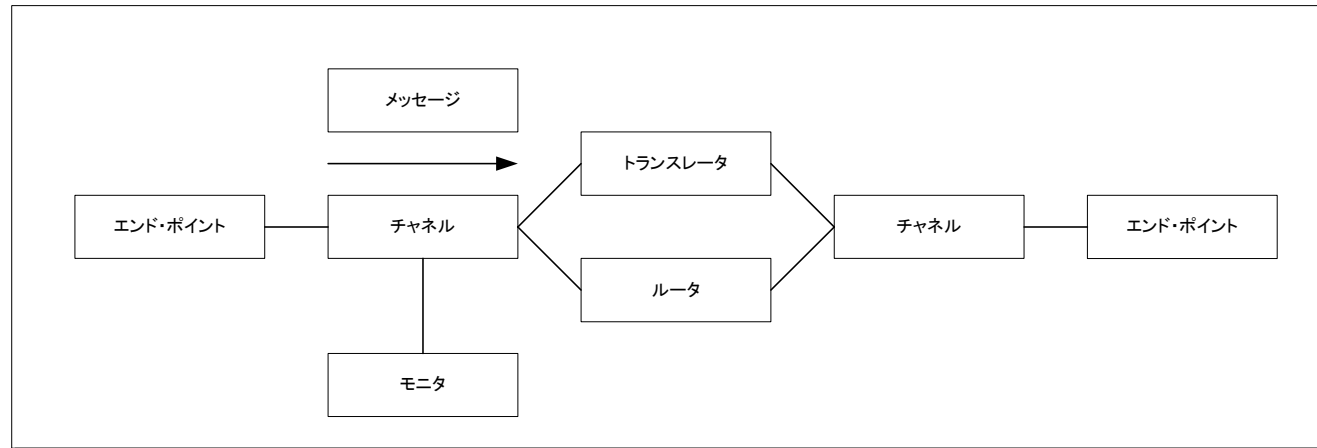 メッセージ
トランスレータ
エンド・ポイント
チャネル
チャネル
エンド・ポイント
ルータ
モニタ